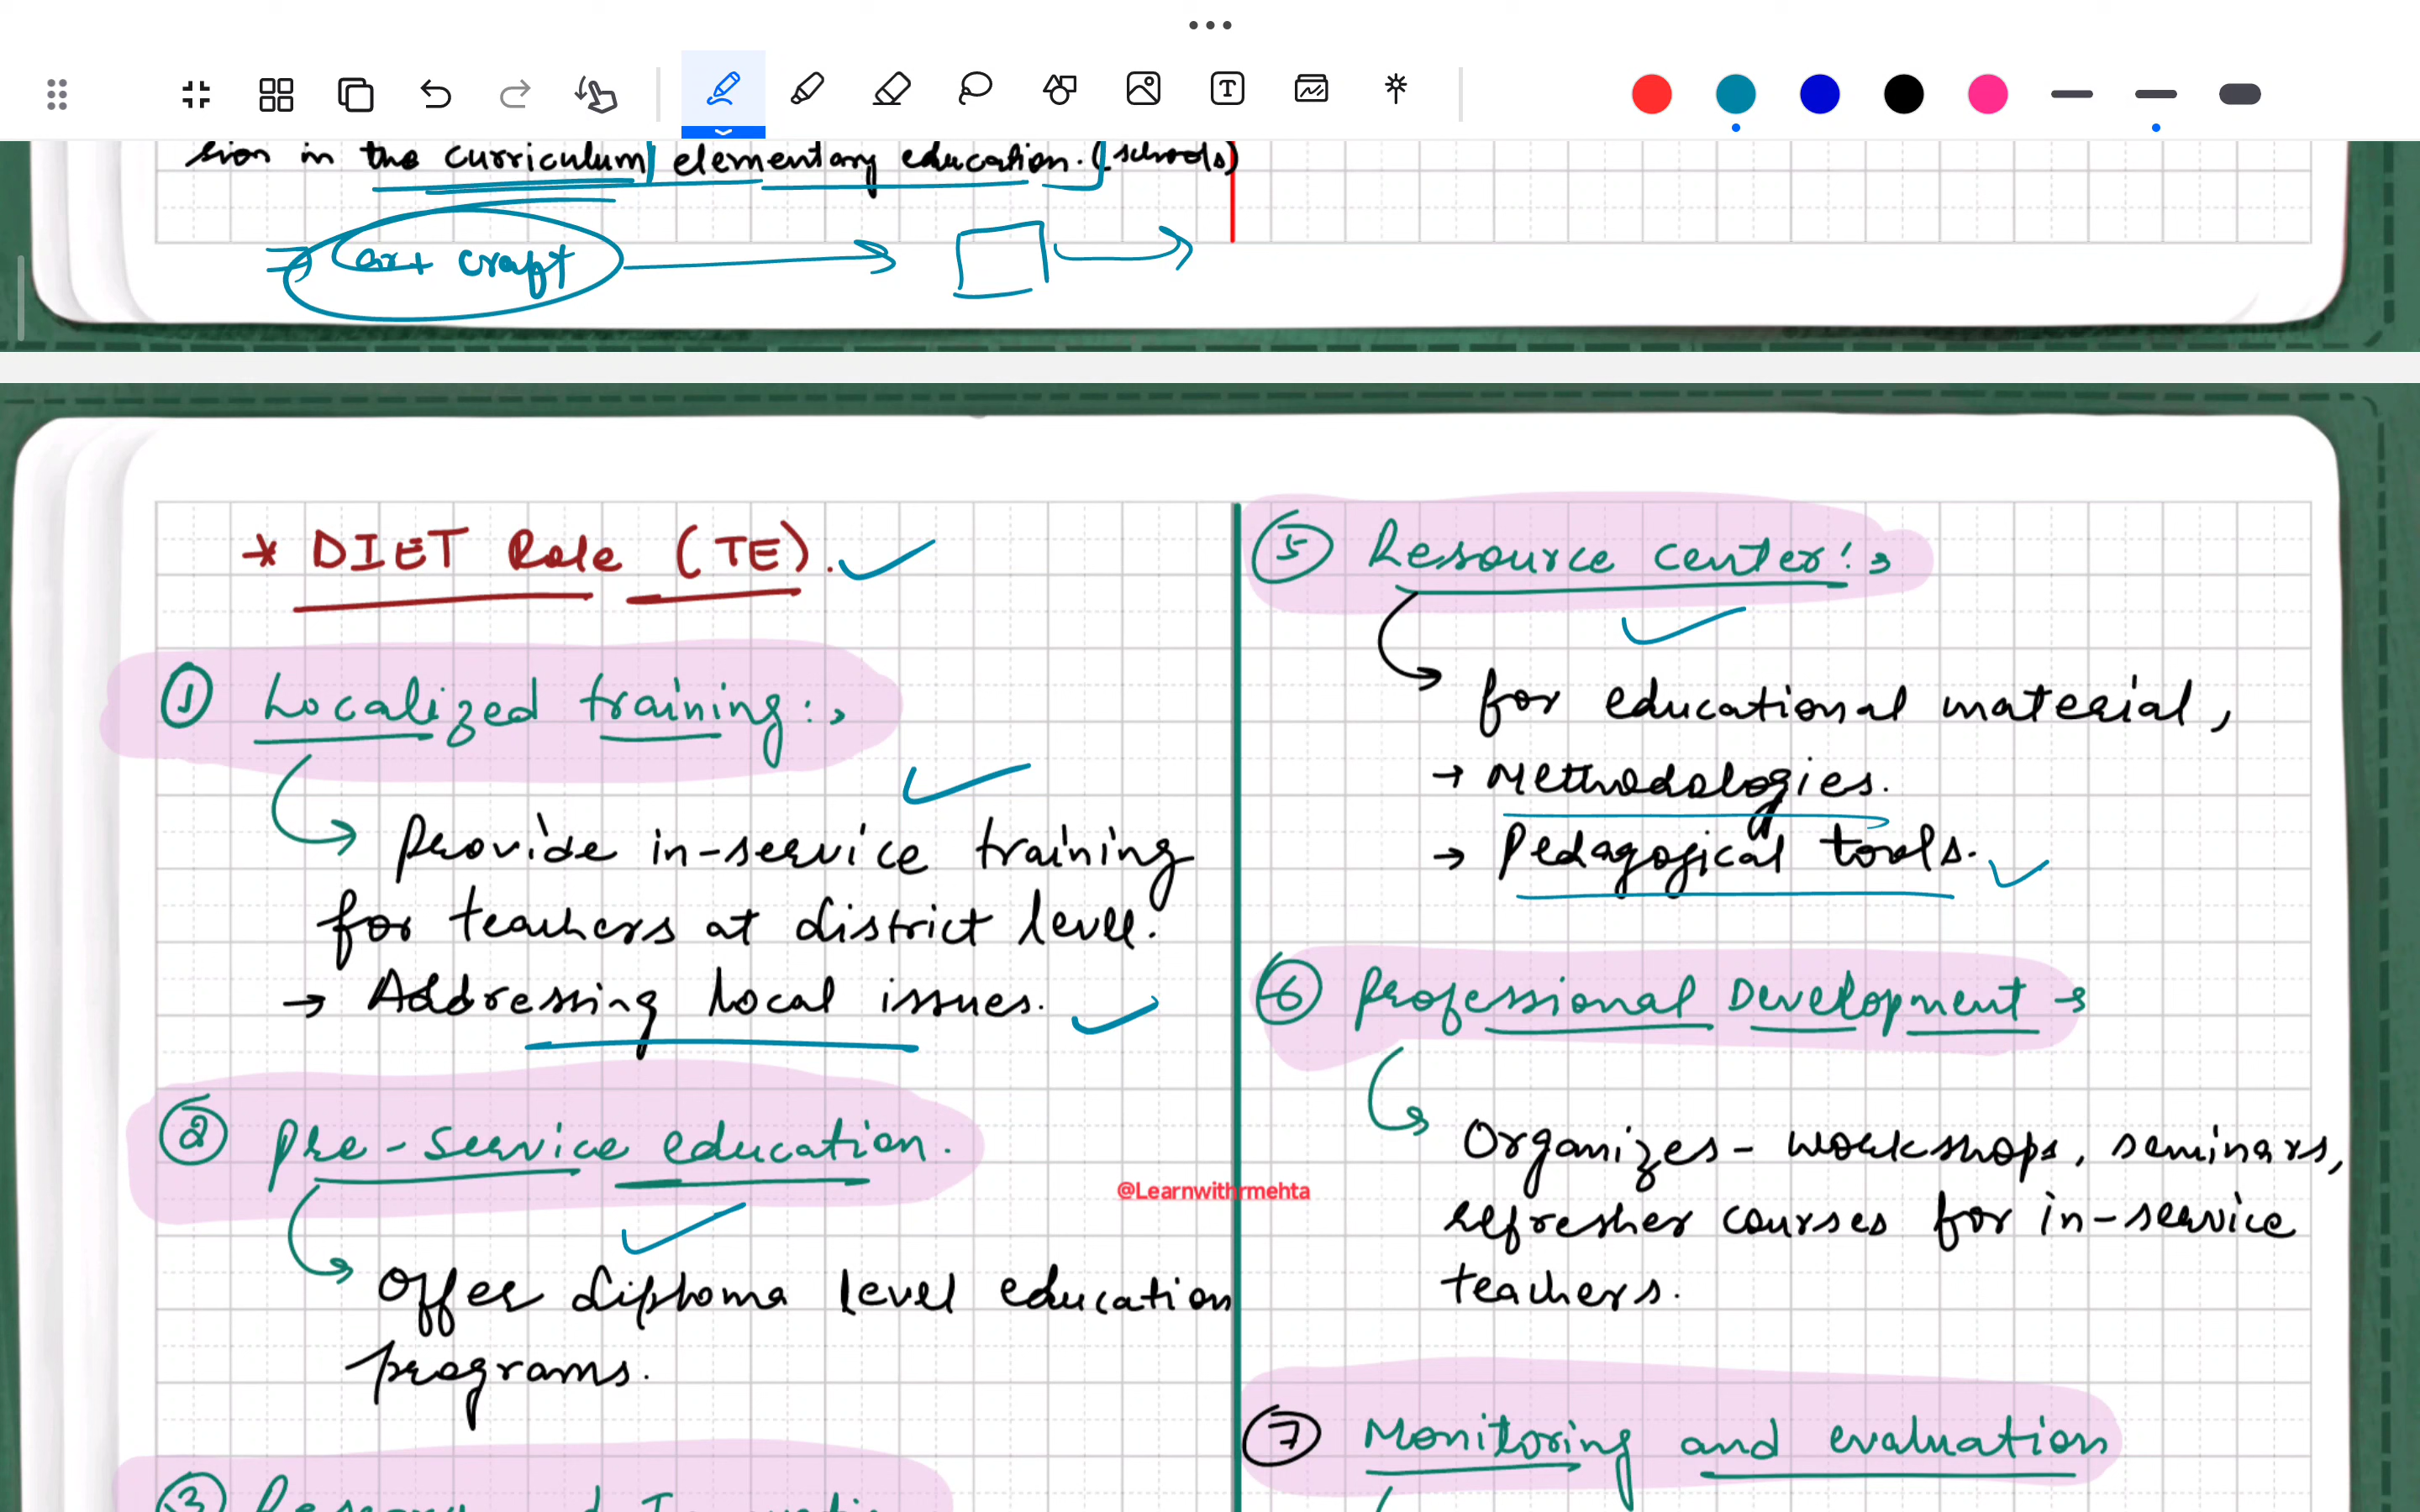 sion in the curriculum elementary education. (schools)
⇒ art craft
* DIET Role (TE).
① Localized training :→
Provide in-service training
for teachers at district level.
→ Addressing local issues.
② Pre-service education.
Offer diploma level education
programs.
③
⑤ Resource center :→
for educational material,
→ Methodologies.
→ Pedagogical tools.
⑥ Professional Development →
Organizes - workshops, seminars,
refresher courses for in-service
teachers.
⑦ Monitoring and evaluation
@Learnwithrmehta